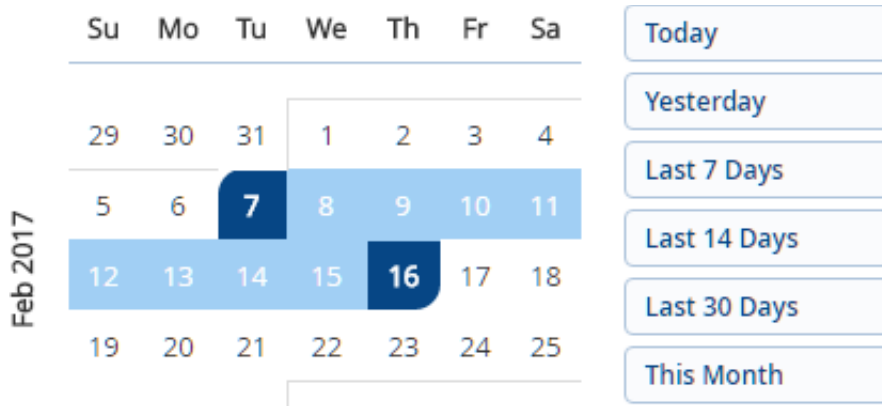 Su Mo Tu We Th Fr Sa
29 30 31 1 2 3 4
5 6 7 8 9 10 11
12 13 14 15 16 17 18
19 20 21 22 23 24 25
Feb 2017
Today
Yesterday
Last 7 Days
Last 14 Days
Last 30 Days
This Month